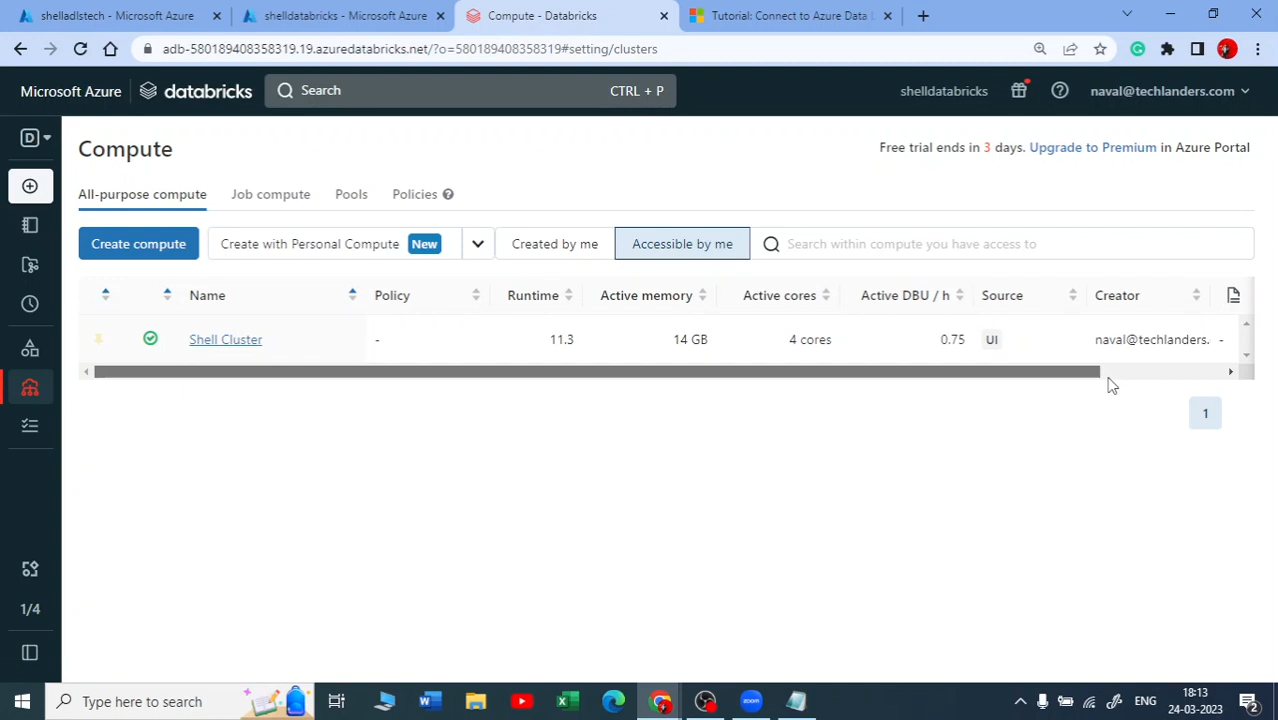 shelladlstech - Microsoft Azure
shelldatabricks - Microsoft Azure
Compute - Databricks
Tutorial: Connect to Azure Data L
adb-580189408358319.19.azuredatabricks.net/?o=580189408358319#setting/clusters
Microsoft Azure
databricks
Search
CTRL + P
shelldatabricks
naval@techlanders.com
D
Compute
Free trial ends in 3 days. Upgrade to Premium in Azure Portal
All-purpose compute
Job compute
Pools
Policies
Create compute
Create with Personal Compute New
Created by me
Accessible by me
Search within compute you have access to
Name
Policy
Runtime
Active memory
Active cores
Active DBU / h
Source
Creator
Shell Cluster
-
11.3
14 GB
4 cores
0.75
UI
naval@techlanders.
-
1
1/4
Type here to search
ENG
18:13
24-03-2023
2